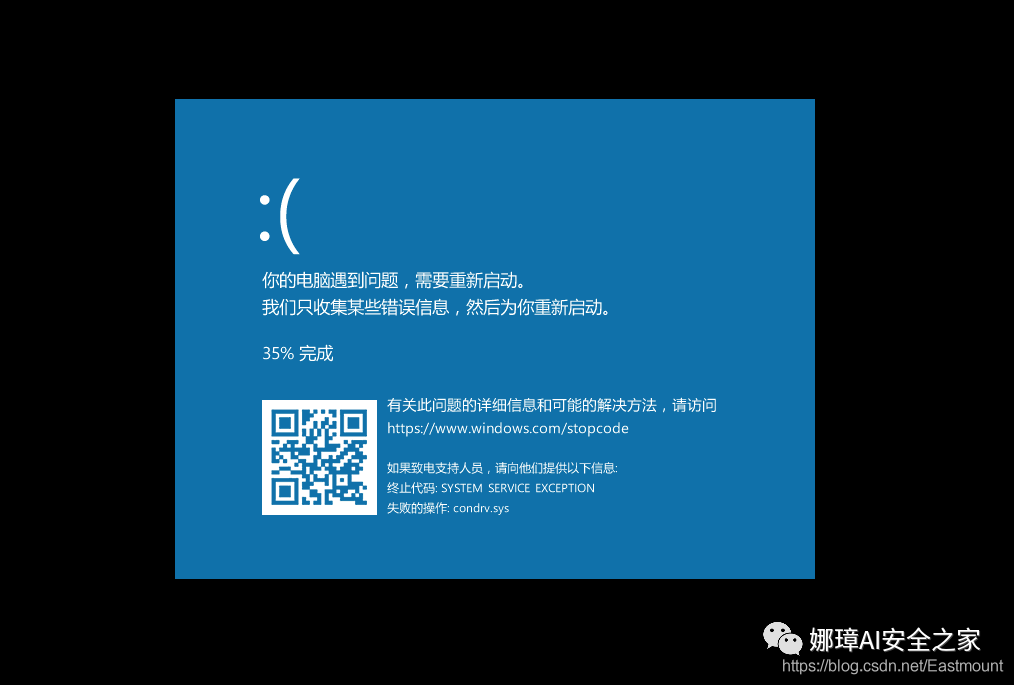 :(
你的电脑遇到问题，需要重新启动。
我们只收集某些错误信息，然后为你重新启动。
35% 完成
有关此问题的详细信息和可能的解决方法，请访问
https://www.windows.com/stopcode
如果致电支持人员，请向他们提供以下信息:
终止代码: SYSTEM SERVICE EXCEPTION
失败的操作: condrv.sys
娜璋AI安全之家
https://blog.csdn.net/Eastmount